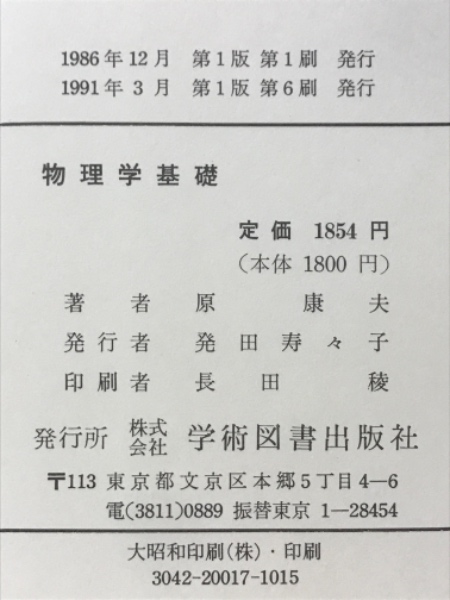 1986年12月 第1版 第1刷 発行
1991年 3 月 第1版 第6刷 発行
物理学基礎
定価 1854 円
(本体 1800 円)
著者 原康夫
発行者 発田寿々子
印刷者 長田稜
発行所 株式会社 学術図書出版社
〒113 東京都文京区本郷5丁目4−6
電(3811)0889 振替東京 1−28454
大昭和印刷(株)・印刷
3042-20017-1015